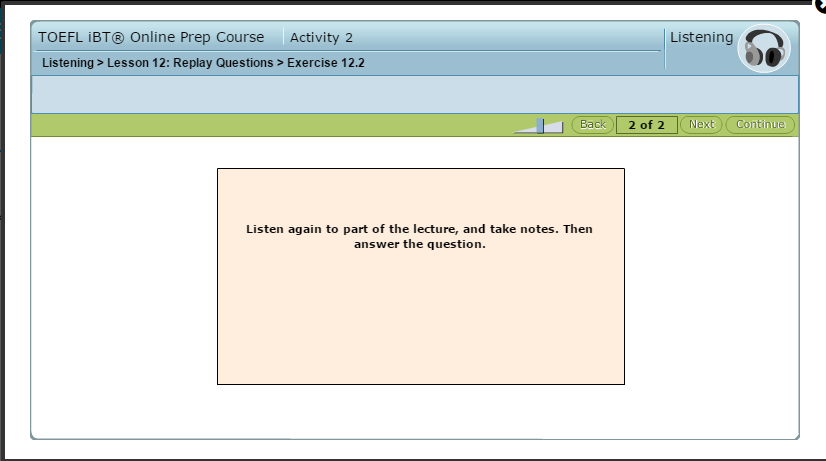 TOEFL iBT® Online Prep Course Activity 2 Listening
Listening > Lesson 12: Replay Questions > Exercise 12.2
Back 2 of 2 Next Continue
Listen again to part of the lecture, and take notes. Then
answer the question.